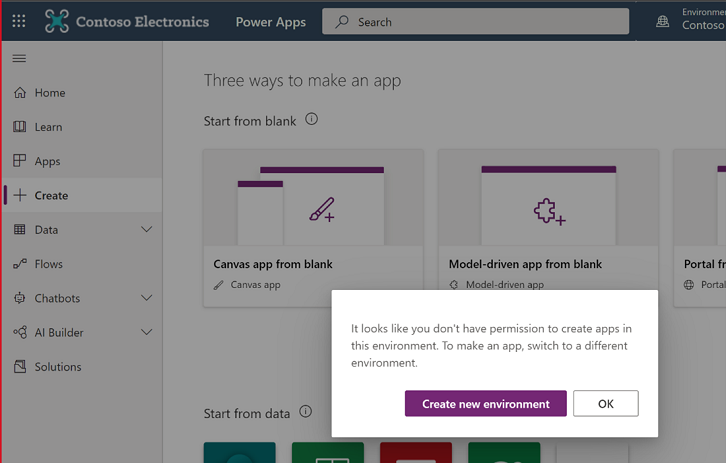 Contoso Electronics
Power Apps
Search
Environment
Contoso
Home
Learn
Apps
Create
Data
Flows
Chatbots
AI Builder
Solutions
Three ways to make an app
Start from blank
Canvas app from blank
Canvas app
Model-driven app from blank
Model-driven app
Portal
Portal
It looks like you don't have permission to create apps in
this environment. To make an app, switch to a different
environment.
Create new environment
OK
Start from data